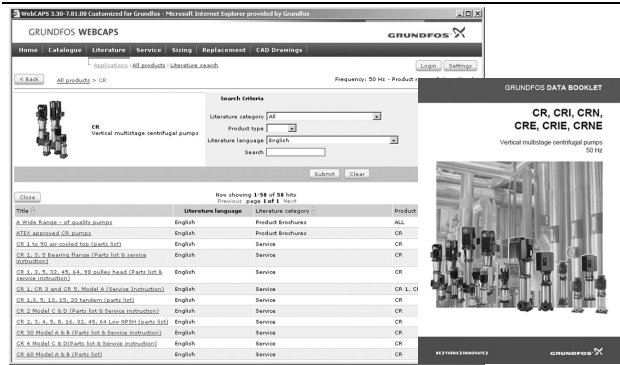 WebCAPS 3.30-7.81.08 Customized for Grundfos - Microsoft Internet Explorer provided by Grundfos
GRUNDFOS WEBCAPS
GRUNDFOS
Home Catalogue Literature Service Sizing Replacement CAD Drawings
Applications All products Literature search
Login Settings
< Back All products > CR
Frequency: 50 Hz - Product
Search Criteria
CR
Vertical multistage centrifugal pumps
Literature category All
Product type
Literature language English
Search
Submit Clear
Close
Now showing 1-58 of 58 hits
Previous page 1 of 1 Next
Title Literature language Literature category Product
A Wide Range - of quality pumps English Product Brochures ALL
ATEX approved CR pumps English Product Brochures CR
CR 1 to 90 air-cooled top (parts list) English Service CR
CR 1, 3, 5 Bearing flange (Parts list & service instruction) English Service CR
CR 1, 3, 5, 32, 45, 64, 90 pulley head (Parts list & service instruction) English Service CR
CR 1, CR 3 and CR 5, Model A (Service Instruction) English Service CR 1, C
CR 1,3, 5, 10, 15, 20 tandem (parts list) English Service CR
CR 2 Model C & D (Parts list & Service instruction) English Service CR
CR 2, 3, 4, 5, 8, 16, 32, 45, 64 Low NPSH (parts list) English Service CR
CR 30 Model A & B (Parts list & Service instruction) English Service CR
CR 4 Model C & D(Parts list & Service instruction) English Service CR
CR 60 Model A & B (Parts list) English Service CR
GRUNDFOS DATA BOOKLET
CR, CRI, CRN,
CRE, CRIE, CRNE
Vertical multistage centrifugal pumps
50 Hz
BE>THINK>INNOVATE>
GRUNDFOS